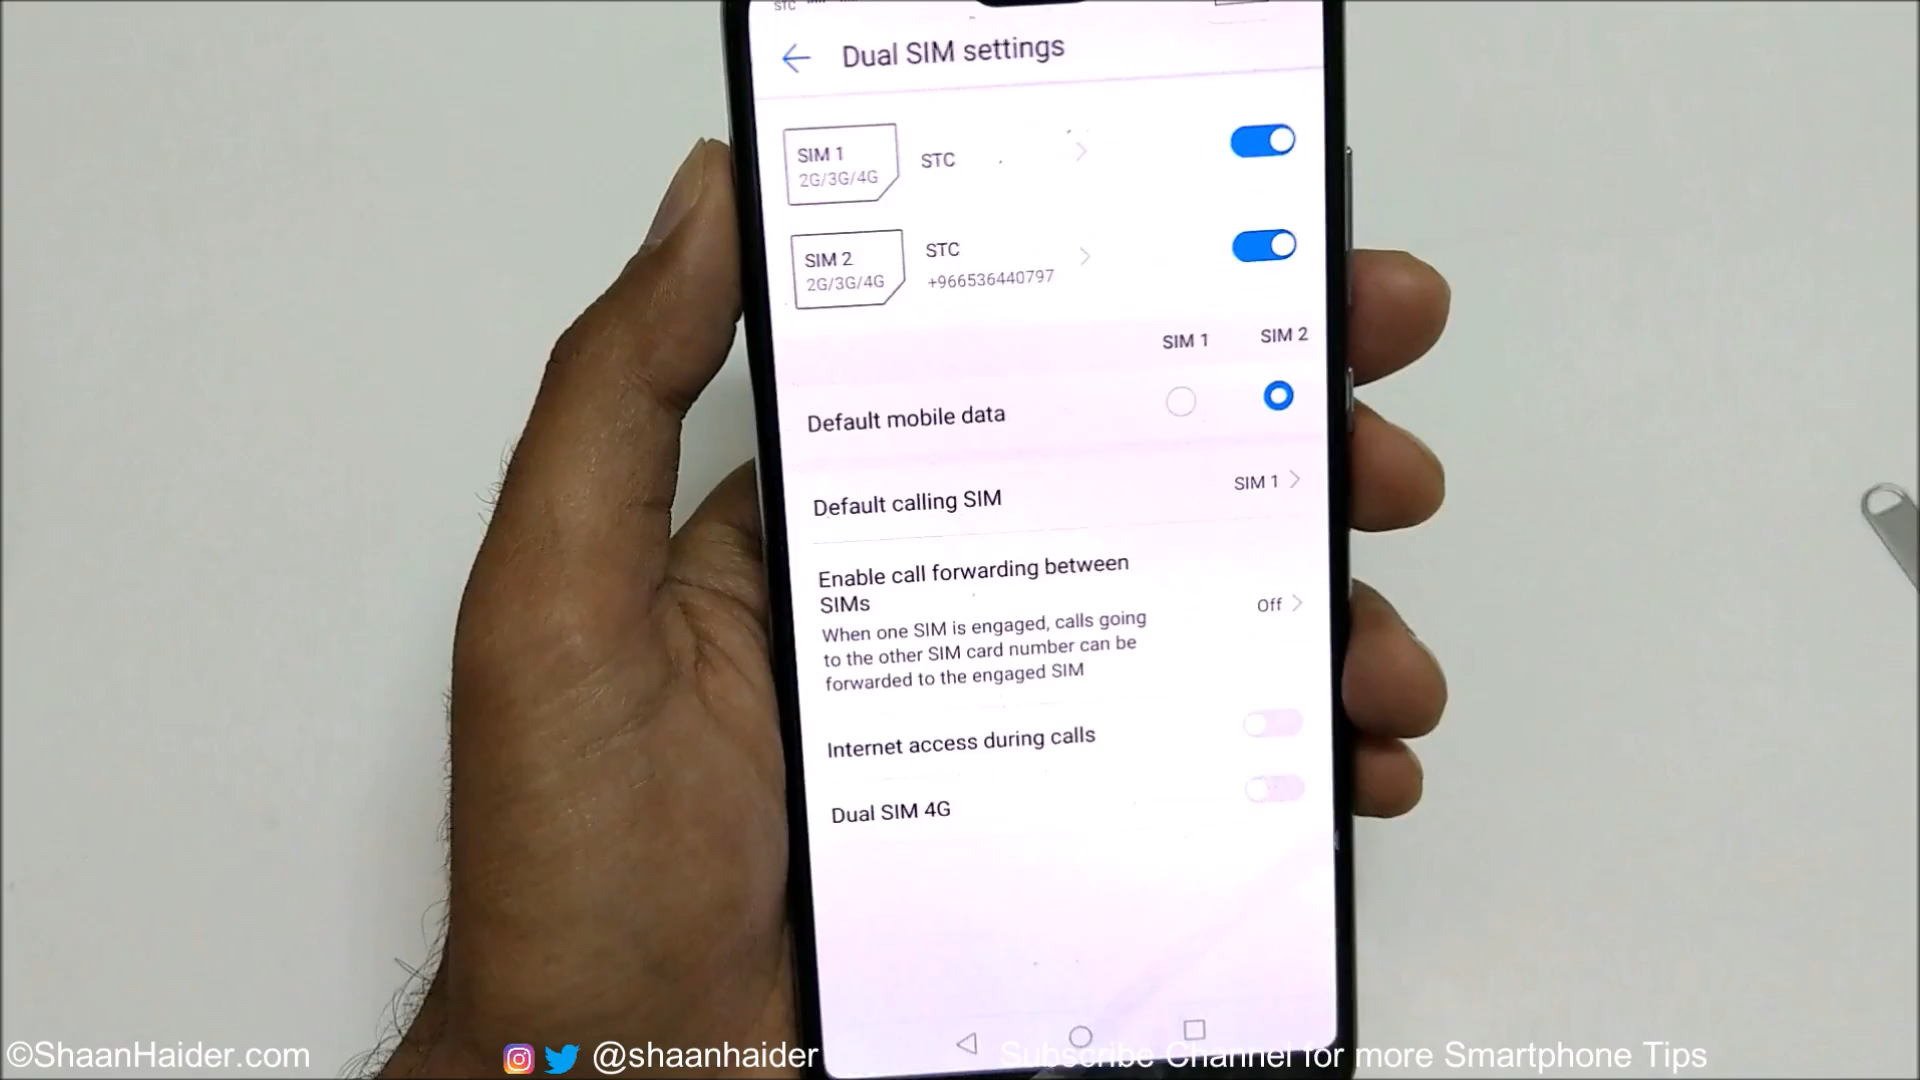 STC
Dual SIM settings
SIM 1
2G/3G/4G
STC
SIM 2
2G/3G/4G
STC
+966536440797
SIM 1
SIM 2
Default mobile data
Default calling SIM
SIM 1
Enable call forwarding between
SIMs
When one SIM is engaged, calls going
to the other SIM card number can be
forwarded to the engaged SIM
Off
Internet access during calls
Dual SIM 4G
©ShaanHaider.com
@shaanhaider
Subscribe Channel for more Smartphone Tips